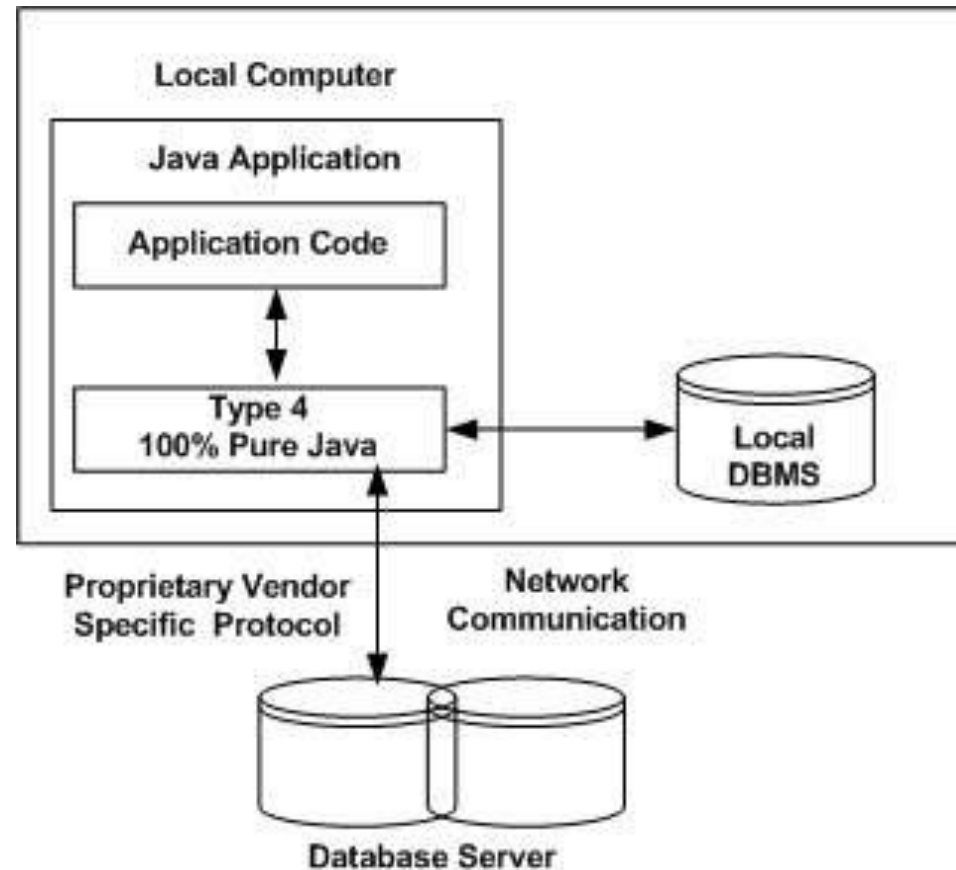 Local Computer
Java Application
Application Code
Type 4
100% Pure Java
Local
DBMS
Proprietary Vendor
Specific Protocol
Network
Communication
Database Server